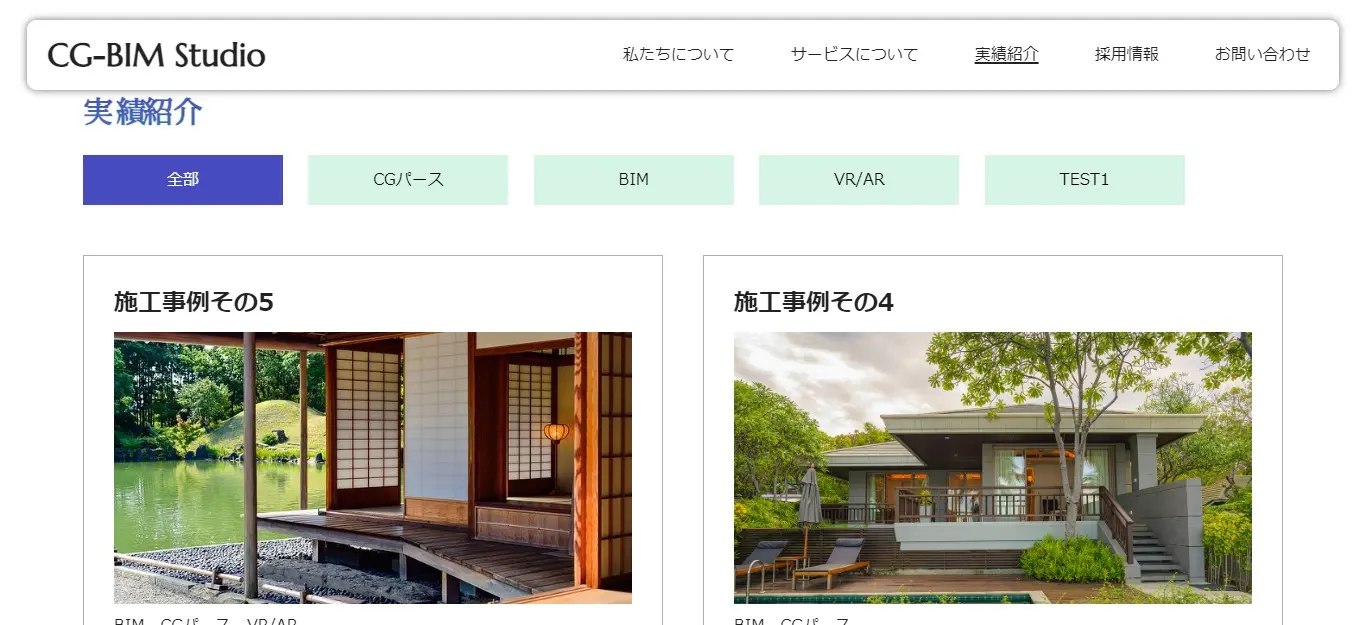 CG-BIM Studio
私たちについて サービスについて 実績紹介 採用情報 お問い合わせ
実績紹介
全部 CGパース BIM VR/AR TEST1
施工事例その5
施工事例その4
BIM CGパース VR/AR
BIM CGパース